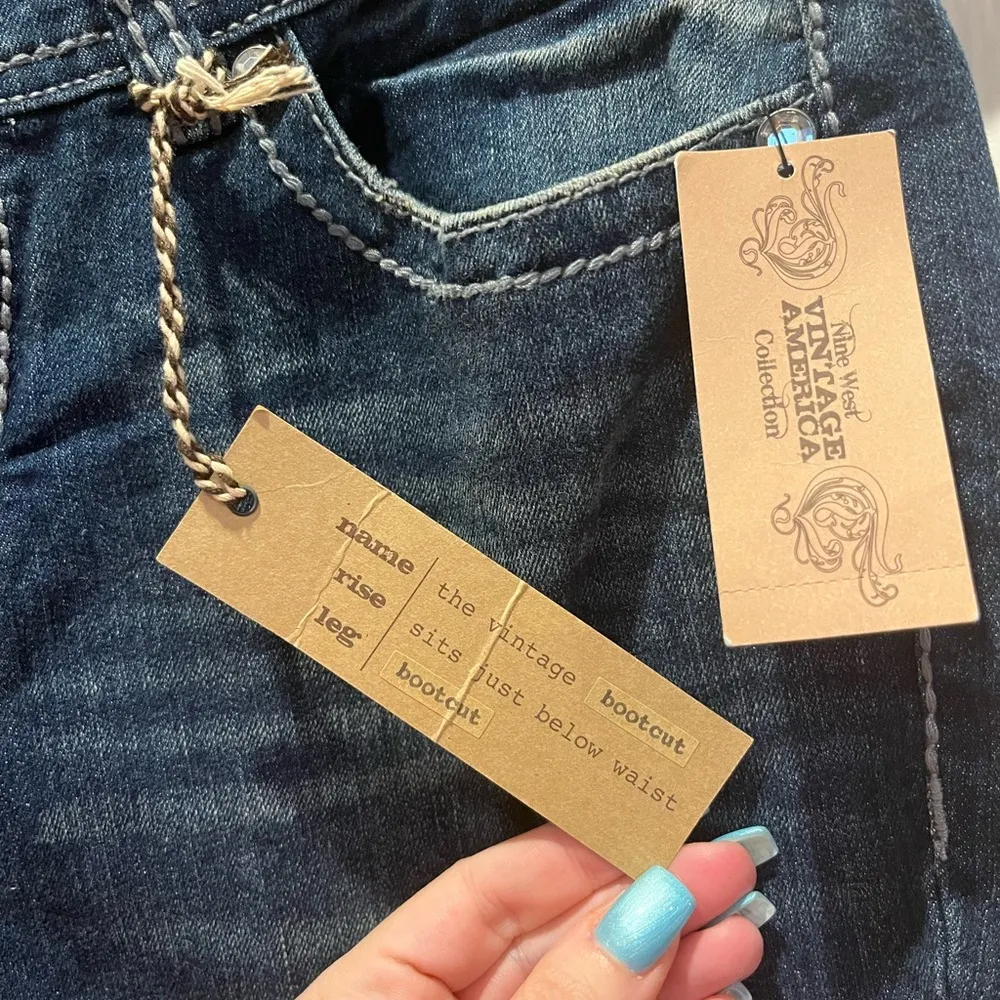 name the vintage bootcut
rise sits just below waist
leg bootcut
Nine West
VINTAGE
AMERICA
Collection